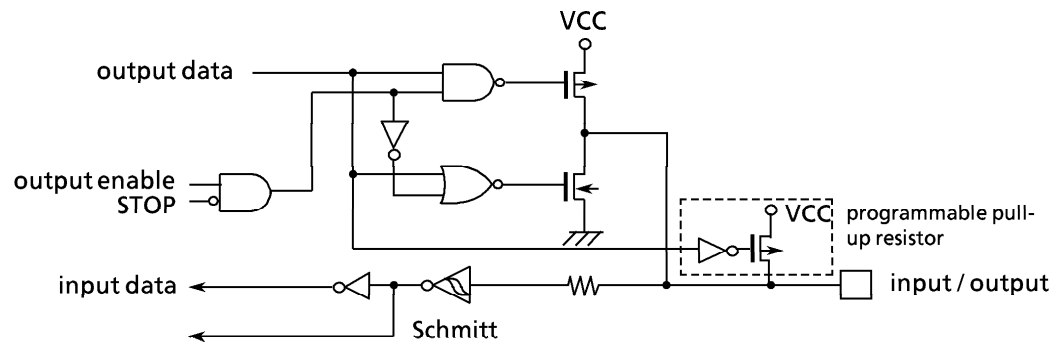 VCC
output data
output enable
STOP
VCC
programmable pull-
up resistor
input data
input / output
Schmitt